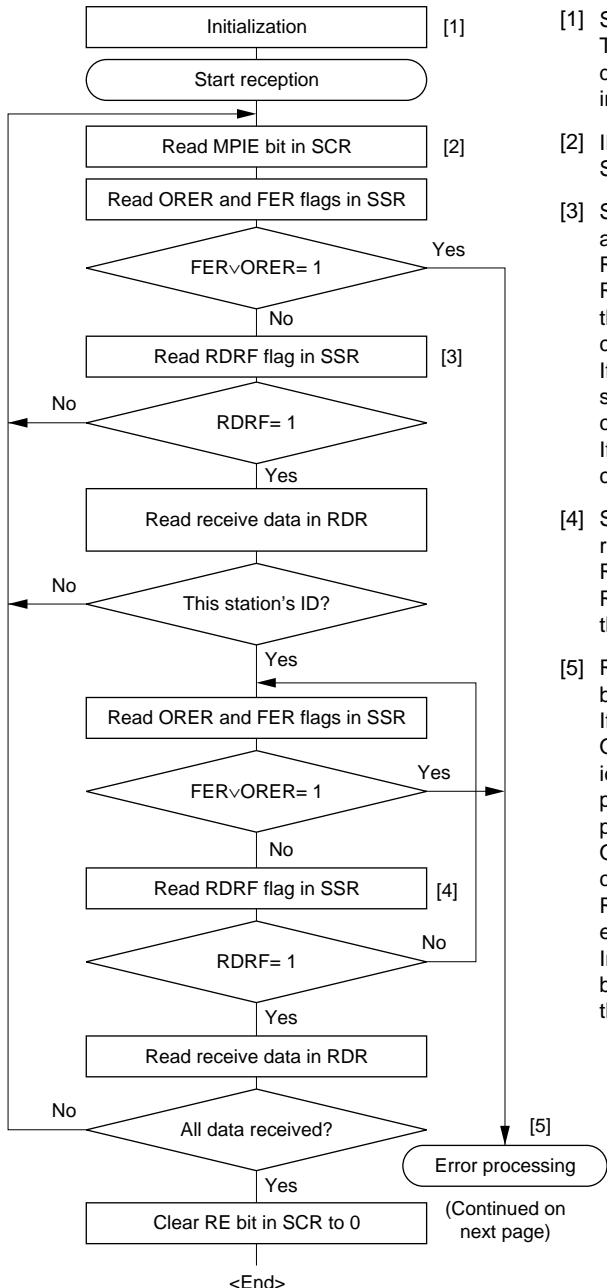 Initialization
[1]
Start reception
Read MPIE bit in SCR
[2]
Read ORER and FER flags in SSR
FER∨ORER= 1
Yes
No
Read RDRF flag in SSR
[3]
No
RDRF= 1
Yes
Read receive data in RDR
No
This station's ID?
Yes
Read ORER and FER flags in SSR
FER∨ORER= 1
Yes
No
Read RDRF flag in SSR
[4]
RDRF= 1
No
Yes
Read receive data in RDR
No
All data received?
[5]
Error processing
Yes
Clear RE bit in SCR to 0
(Continued on
next page)
<End>
[1]
[2]
[3]
[4]
[5]